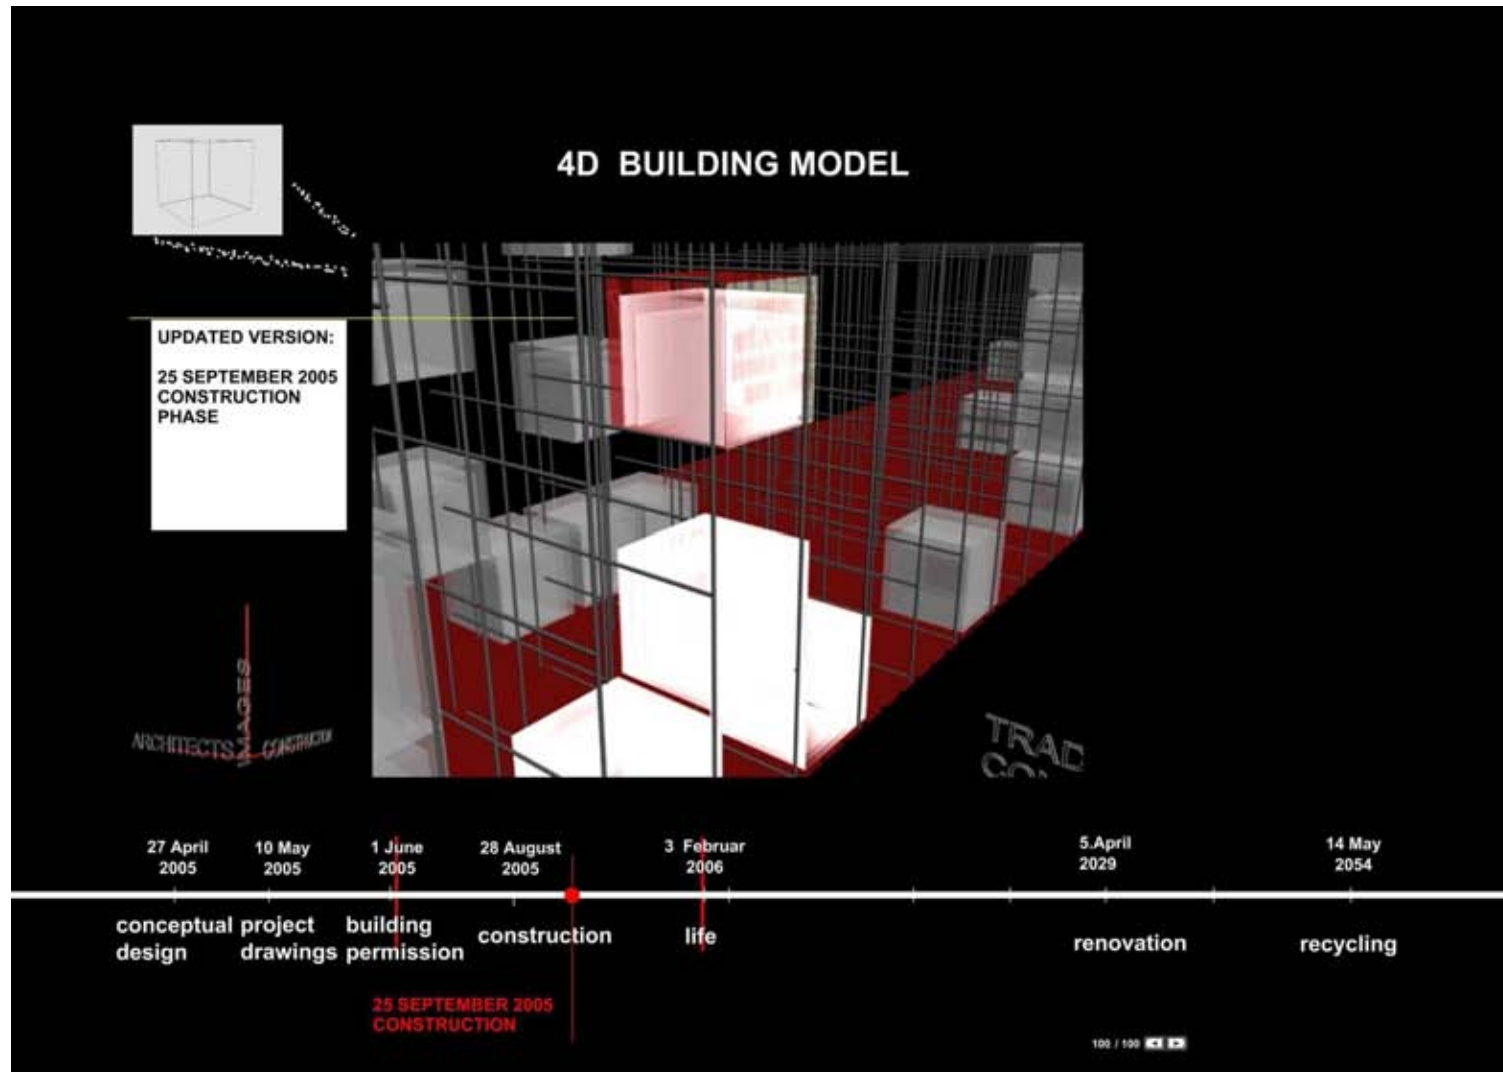 4D BUILDING MODEL
UPDATED VERSION:
25 SEPTEMBER 2005
CONSTRUCTION
PHASE
IMAGES
ARCHITECTS
CONSTRUCTION
TRAD
27 April
2005
10 May
2005
1 June
2005
28 August
2005
3 Februar
2006
5.April
2029
14 May
2054
conceptual
design
project
drawings
building
permission
construction
life
renovation
recycling
25 SEPTEMBER 2005
CONSTRUCTION
100 / 100